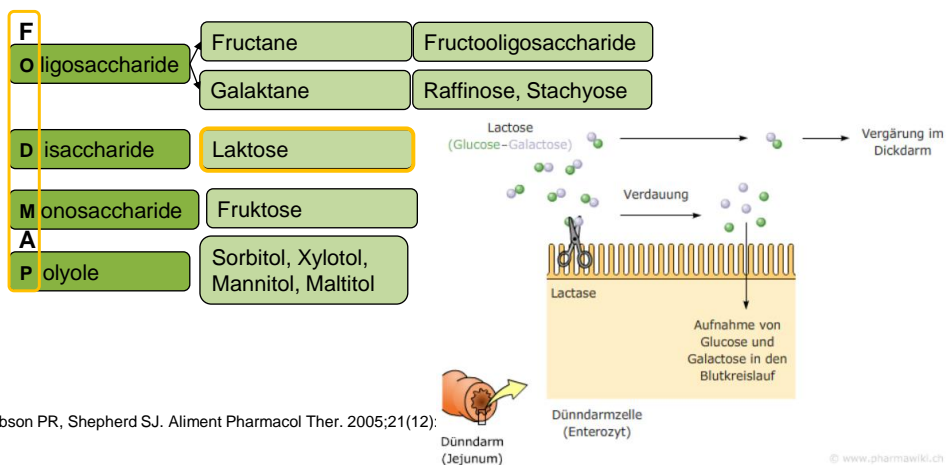 F
Oligosaccharide
Fructane
Fructooligosaccharide
Galaktane
Raffinose, Stachyose
D isaccharide
Laktose
Monosaccharide
Fruktose
A
P olyole
Sorbitol, Xylotol,
Mannitol, Maltitol
Lactose
(Glucose–Galactose)
Vergärung im
Dickdarm
Verdauung
Lactase
Aufnahme von
Glucose und
Galactose in den
Blutkreislauf
Dünndarm
(Jejunum)
Dünndarmzelle
(Enterozyt)
bson PR, Shepherd SJ. Aliment Pharmacol Ther. 2005;21(12):
© www.pharmawiki.ch